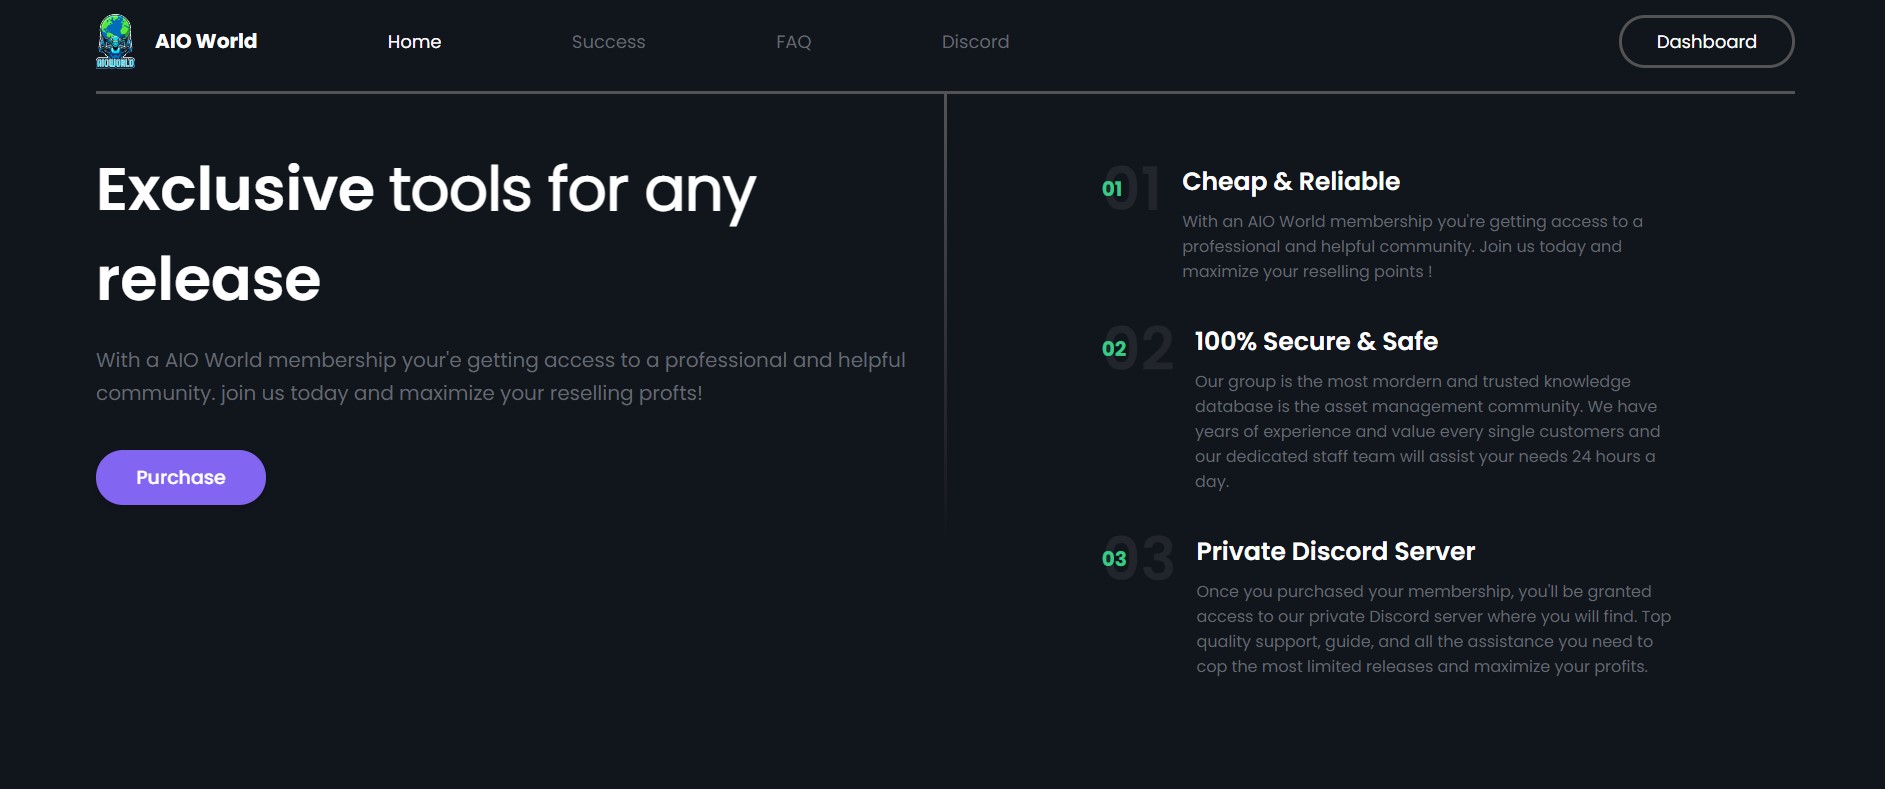 AIOWORLD
AIO World
Home
Success
FAQ
Discord
Dashboard
Exclusive tools for any
release
With a AIO World membership your'e getting access to a professional and helpful
community. join us today and maximize your reselling profts!
Purchase
01
01
Cheap & Reliable
With an AIO World membership you're getting access to a
professional and helpful community. Join us today and
maximize your reselling points !
02
02
100% Secure & Safe
Our group is the most mordern and trusted knowledge
database is the asset management community. We have
years of experience and value every single customers and
our dedicated staff team will assist your needs 24 hours a
day.
03
03
Private Discord Server
Once you purchased your membership, you'll be granted
access to our private Discord server where you will find. Top
quality support, guide, and all the assistance you need to
cop the most limited releases and maximize your profits.